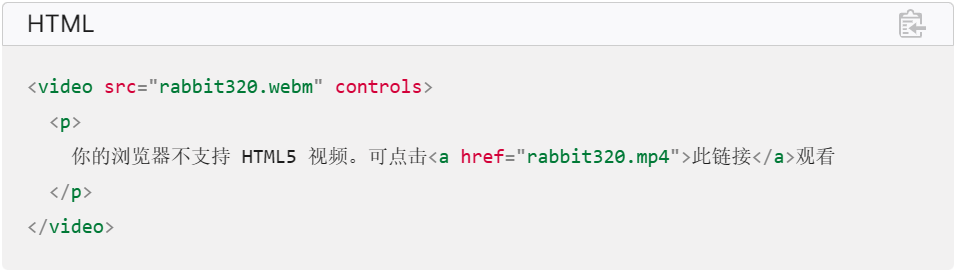 HTML
<video src="rabbit320.webm" controls>
  <p>
    你的浏览器不支持 HTML5 视频。可点击<a href="rabbit320.mp4">此链接</a>观看
  </p>
</video>